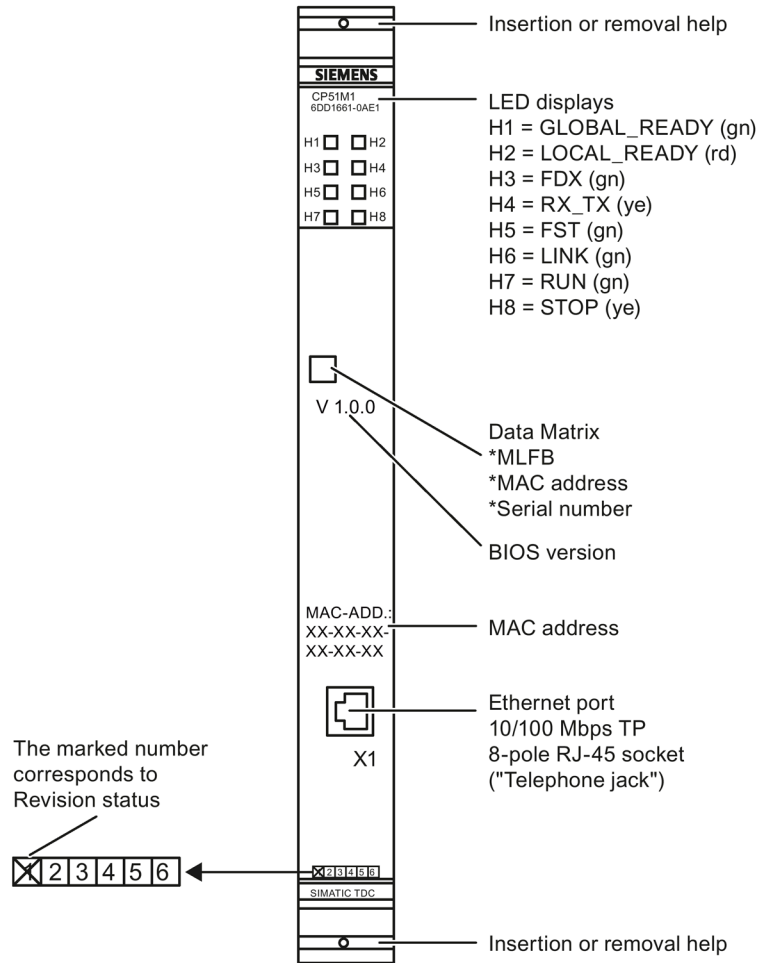 Insertion or removal help
SIEMENS
CP51M1
6DD1661-0AE1
H1 H2
H3 H4
H5 H6
H7 H8
LED displays
H1 = GLOBAL_READY (gn)
H2 = LOCAL_READY (rd)
H3 = FDX (gn)
H4 = RX_TX (ye)
H5 = FST (gn)
H6 = LINK (gn)
H7 = RUN (gn)
H8 = STOP (ye)
V 1.0.0
Data Matrix
*MLFB
*MAC address
*Serial number
BIOS version
MAC-ADD.:
XX-XX-XX-
XX-XX-XX
MAC address
Ethernet port
10/100 Mbps TP
8-pole RJ-45 socket
("Telephone jack")
X1
The marked number
corresponds to
Revision status
1 2 3 4 5 6
2 3 4 5 6
SIMATIC TDC
Insertion or removal help